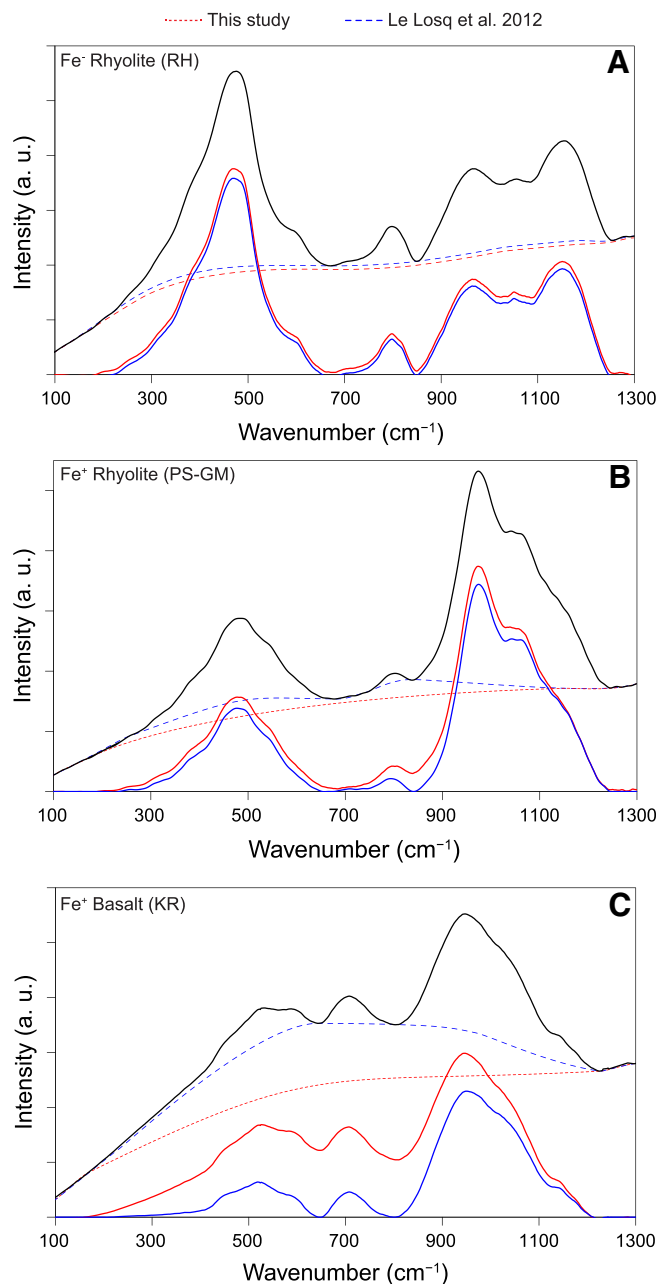 This study Le Losq et al. 2012
Fe⁻ Rhyolite (RH) A
Intensity (a. u.)
100 300 500 700 900 1100 1300
Wavenumber (cm⁻¹)
Fe⁺ Rhyolite (PS-GM) B
Intensity (a. u.)
100 300 500 700 900 1100 1300
Wavenumber (cm⁻¹)
Fe⁺ Basalt (KR) C
Intensity (a. u.)
100 300 500 700 900 1100 1300
Wavenumber (cm⁻¹)